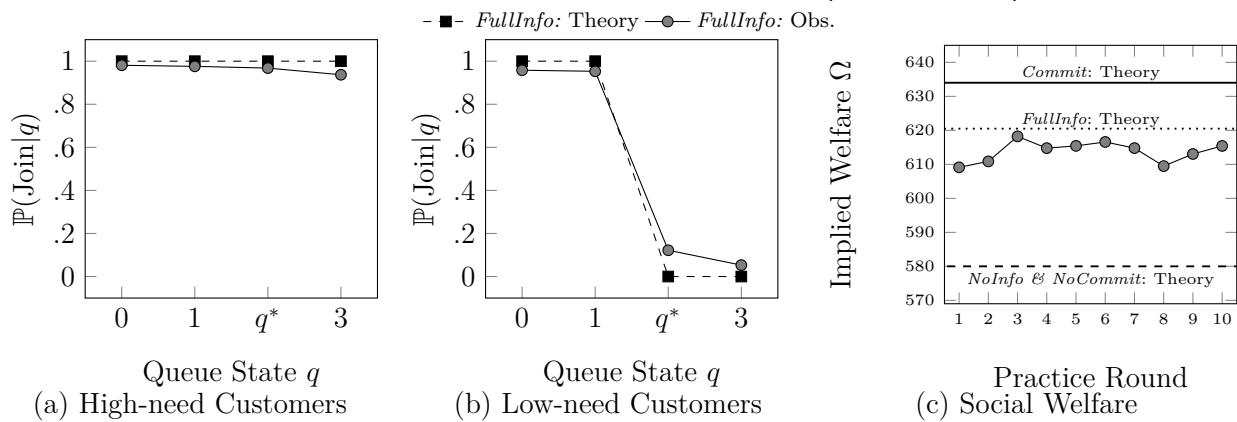 FullInfo: Theory FullInfo: Obs.
ℙ(Join|q)
1
.8
.6
.4
.2
0
0 1 q* 3
Queue State q
(a) High-need Customers
ℙ(Join|q)
1
.8
.6
.4
.2
0
0 1 q* 3
Queue State q
(b) Low-need Customers
Implied Welfare Ω
640
630
620
610
600
590
580
570
Commit: Theory
FullInfo: Theory
NoInfo & NoCommit: Theory
1 2 3 4 5 6 7 8 9 10
Practice Round
(c) Social Welfare